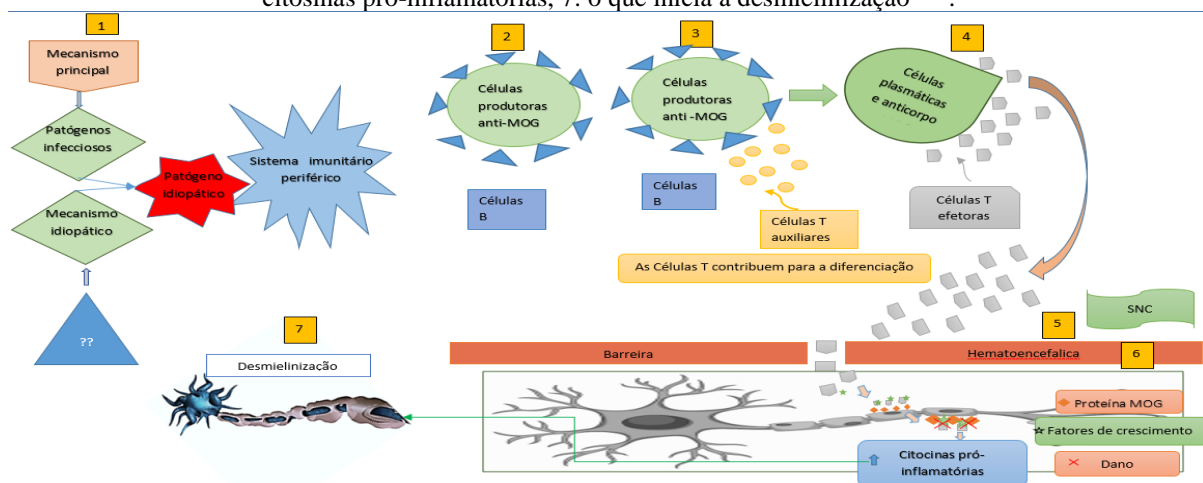 citosinas pró-inflamatórias, 7. o que inicia a desmielinização
1
Mecanismo
principal
Patógenos
infecciosos
Patógeno
Idiopático
Sistema imunitário
periférico
Mecanismo
idiopático
??
2
Células
produtoras
anti-MOG
Células
B
3
Células
produtoras
anti -MOG
Células
B
Células T
auxiliares
As Células T contribuem para a diferenciação
4
Células
plasmáticas
e anticorpo
Células T
efetoras
SNC
5
Barreira
Hematoencefalica
6
7
Desmielinização
Proteína MOG
Fatores de crescimento
Dano
Citocinas pró-
inflamatórias